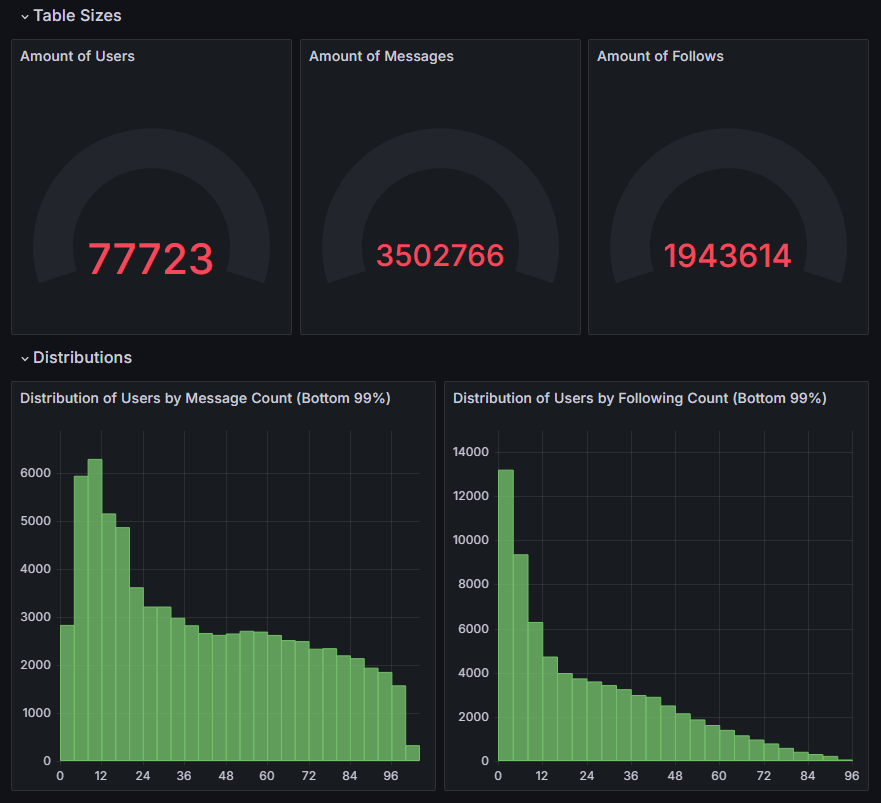 Table Sizes
Amount of Users
Amount of Messages
Amount of Follows
77723
3502766
1943614
Distributions
Distribution of Users by Message Count (Bottom 99%)
6000
5000
4000
3000
2000
1000
0
0 12 24 36 48 60 72 84 96
Distribution of Users by Following Count (Bottom 99%)
14000
12000
10000
8000
6000
4000
2000
0
0 12 24 36 48 60 72 84 96